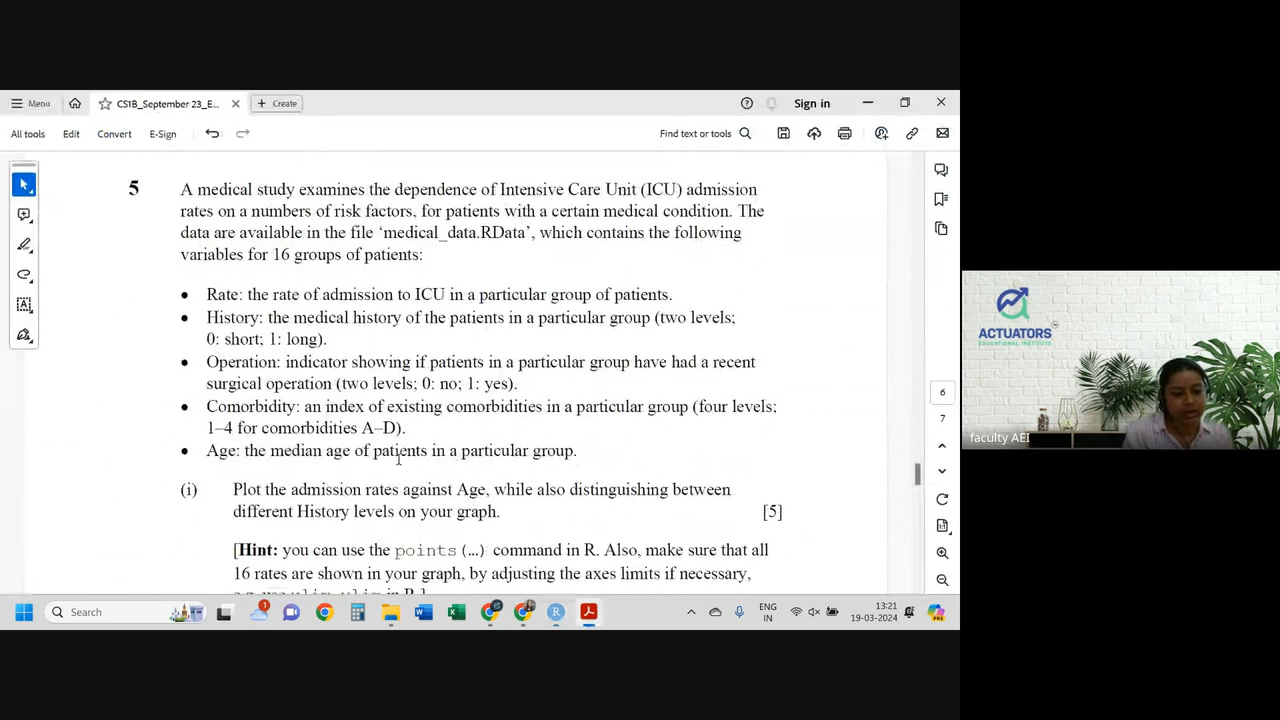 Menu
CS1B_September 23_E...
Create
Sign in
All tools
Edit
Convert
E-Sign
Find text or tools
5 A medical study examines the dependence of Intensive Care Unit (ICU) admission
rates on a numbers of risk factors, for patients with a certain medical condition. The
data are available in the file ‘medical_data.RData’, which contains the following
variables for 16 groups of patients:
• Rate: the rate of admission to ICU in a particular group of patients.
• History: the medical history of the patients in a particular group (two levels;
0: short; 1: long).
• Operation: indicator showing if patients in a particular group have had a recent
surgical operation (two levels; 0: no; 1: yes).
• Comorbidity: an index of existing comorbidities in a particular group (four levels;
1–4 for comorbidities A–D).
• Age: the median age of patients in a particular group.
(i) Plot the admission rates against Age, while also distinguishing between
different History levels on your graph. [5]
[Hint: you can use the points(…) command in R. Also, make sure that all
16 rates are shown in your graph, by adjusting the axes limits if necessary,
6
7
ACTUATORS
EDUCATIONAL INSTITUTE
faculty AEI
Search
1
ENG
IN
13:21
19-03-2024